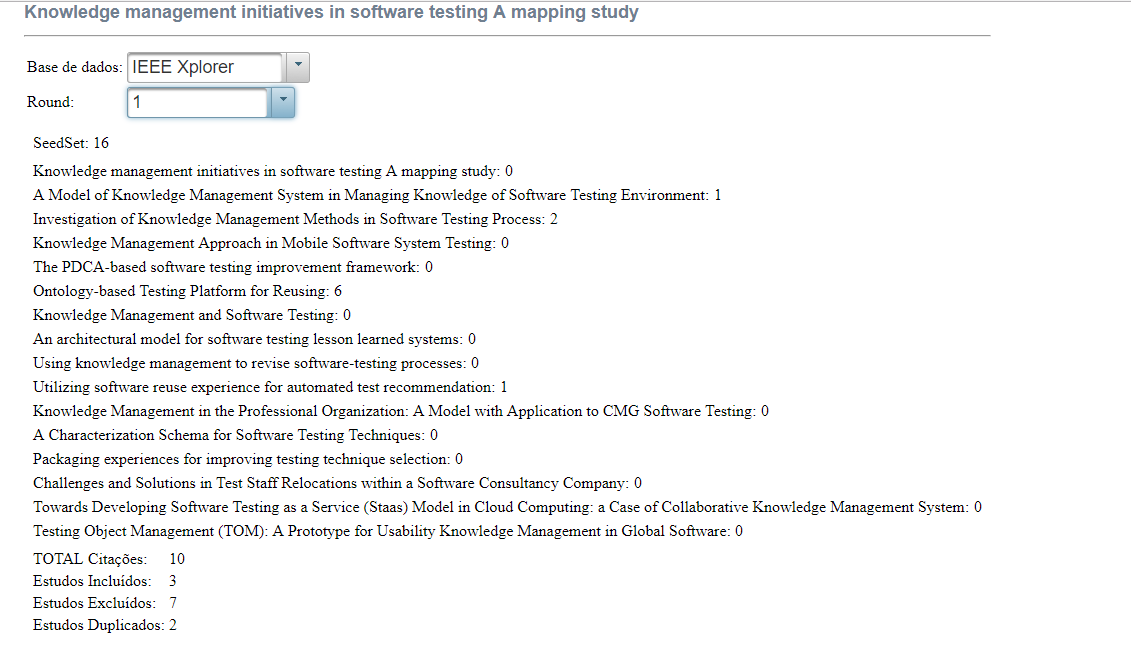 Knowledge management initiatives in software testing A mapping study
Base de dados: IEEE Xplorer
Round: 1
SeedSet: 16
Knowledge management initiatives in software testing A mapping study: 0
A Model of Knowledge Management System in Managing Knowledge of Software Testing Environment: 1
Investigation of Knowledge Management Methods in Software Testing Process: 2
Knowledge Management Approach in Mobile Software System Testing: 0
The PDCA-based software testing improvement framework: 0
Ontology-based Testing Platform for Reusing: 6
Knowledge Management and Software Testing: 0
An architectural model for software testing lesson learned systems: 0
Using knowledge management to revise software-testing processes: 0
Utilizing software reuse experience for automated test recommendation: 1
Knowledge Management in the Professional Organization: A Model with Application to CMG Software Testing: 0
A Characterization Schema for Software Testing Techniques: 0
Packaging experiences for improving testing technique selection: 0
Challenges and Solutions in Test Staff Relocations within a Software Consultancy Company: 0
Towards Developing Software Testing as a Service (Staas) Model in Cloud Computing: a Case of Collaborative Knowledge Management System: 0
Testing Object Management (TOM): A Prototype for Usability Knowledge Management in Global Software: 0
TOTAL Citações: 10
Estudos Incluídos: 3
Estudos Excluídos: 7
Estudos Duplicados: 2